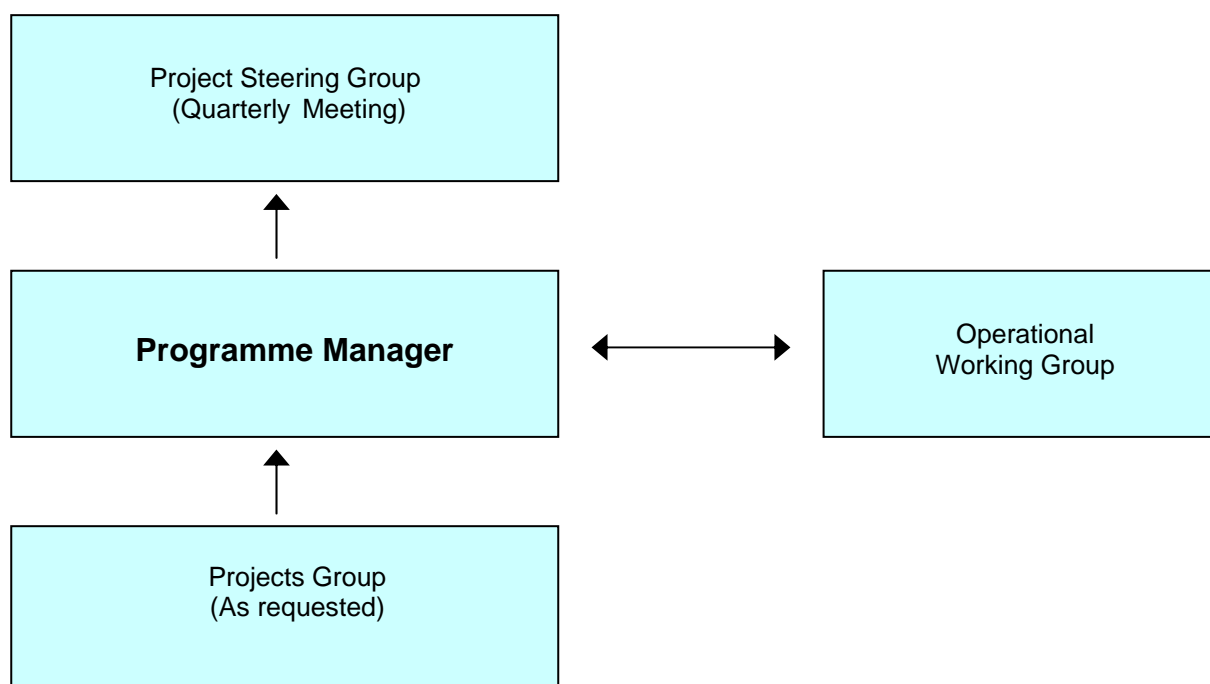 Project Steering Group
(Quarterly Meeting)
Programme Manager
Operational
Working Group
Projects Group
(As requested)